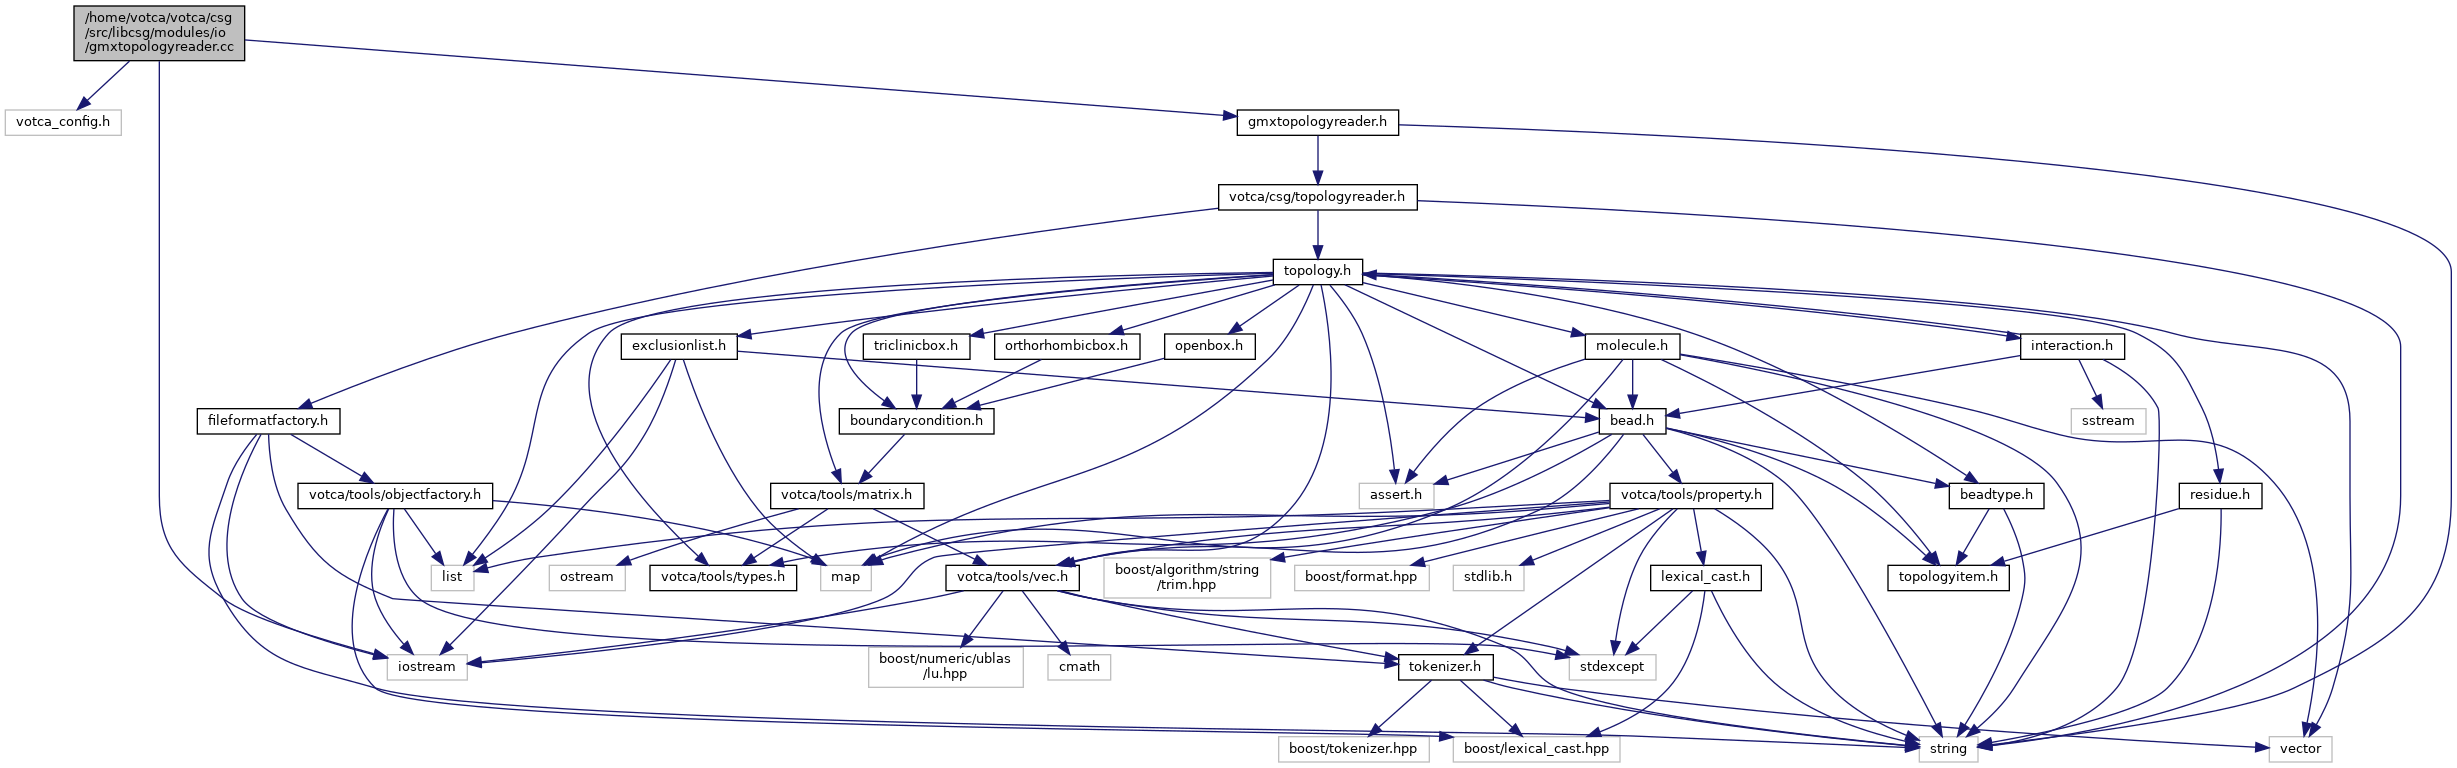 /home/votca/votca/csg
/src/libcsg/modules/io
/gmxtopologyreader.cc
votca_config.h
gmxtopologyreader.h
votca/csg/topologyreader.h
topology.h
exclusionlist.h
triclinicbox.h
orthorhombicbox.h
openbox.h
molecule.h
interaction.h
fileformatfactory.h
boundarycondition.h
bead.h
sstream
votca/tools/objectfactory.h
votca/tools/matrix.h
assert.h
votca/tools/property.h
beadtype.h
residue.h
list
ostream
votca/tools/types.h
map
votca/tools/vec.h
boost/algorithm/string
/trim.hpp
boost/format.hpp
stdlib.h
lexical_cast.h
topologyitem.h
iostream
boost/numeric/ublas
/lu.hpp
cmath
tokenizer.h
stdexcept
boost/tokenizer.hpp
boost/lexical_cast.hpp
string
vector